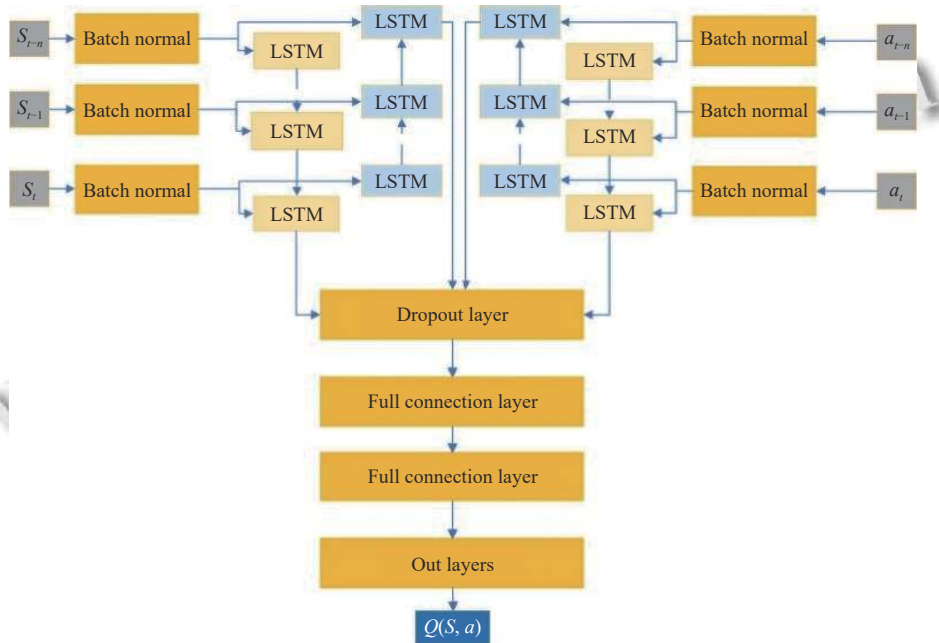 S_{t−n} Batch normal LSTM LSTM Batch normal a_{t−n}
LSTM LSTM
S_{t−1} Batch normal LSTM LSTM Batch normal a_{t−1}
LSTM LSTM
S_t Batch normal LSTM LSTM Batch normal a_t
LSTM LSTM
Dropout layer
Full connection layer
Full connection layer
Out layers
Q(S, a)